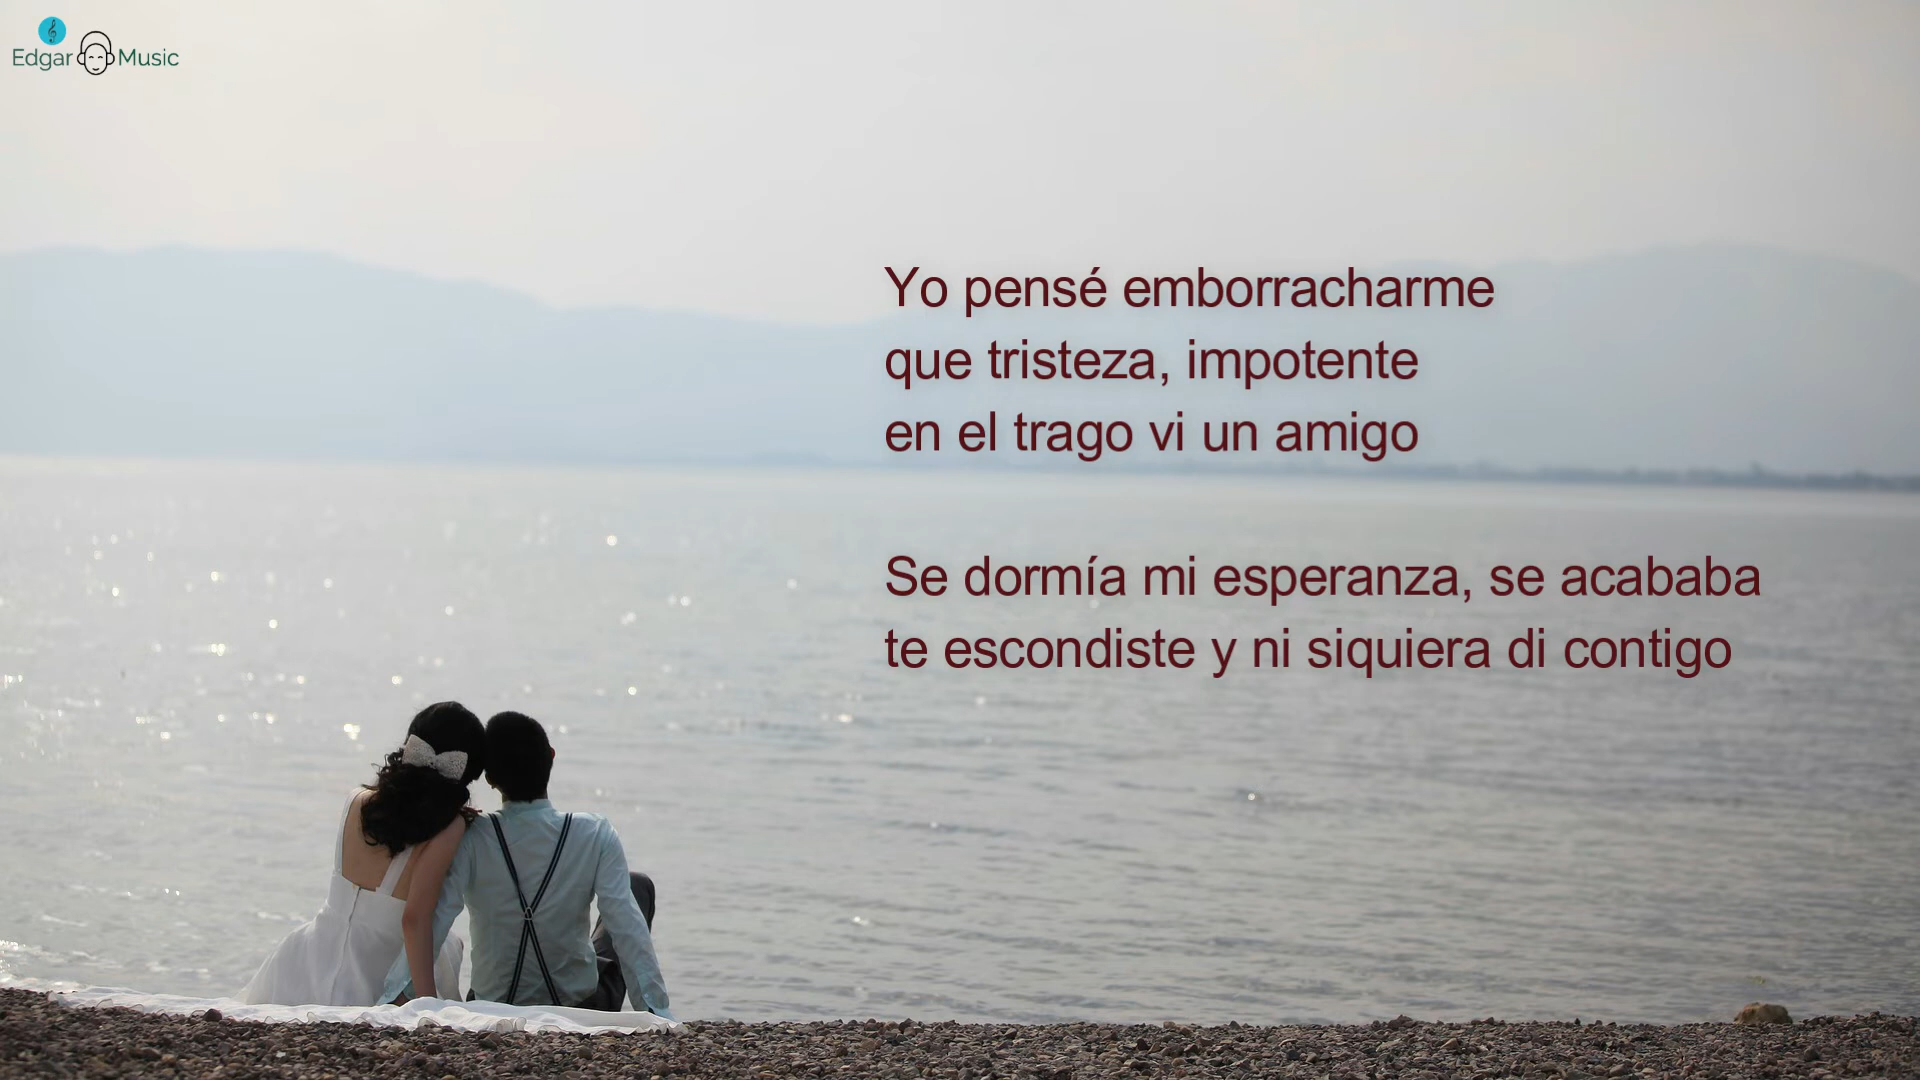 Edgar Music
Yo pensé emborracharme
que tristeza, impotente
en el trago vi un amigo
Se dormía mi esperanza, se acababa
te escondiste y ni siquiera di contigo